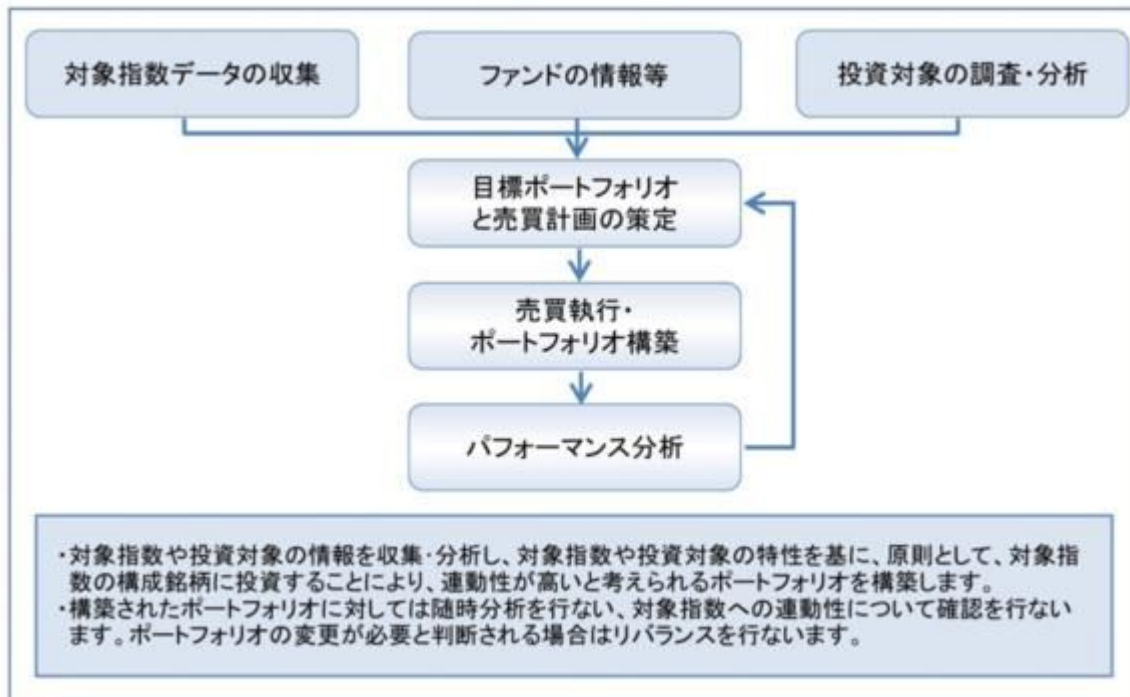 対象指数データの収集
ファンドの情報等
投資対象の調査・分析
目標ポートフォリオ
と売買計画の策定
売買執行・
ポートフォリオ構築
パフォーマンス分析
・対象指数や投資対象の情報を収集・分析し、対象指数や投資対象の特性を基に、原則として、対象指
数の構成銘柄に投資することにより、連動性が高いと考えられるポートフォリオを構築します。
・構築されたポートフォリオに対しては随時分析を行ない、対象指数への連動性について確認を行ない
ます。ポートフォリオの変更が必要と判断される場合はリバランスを行ないます。